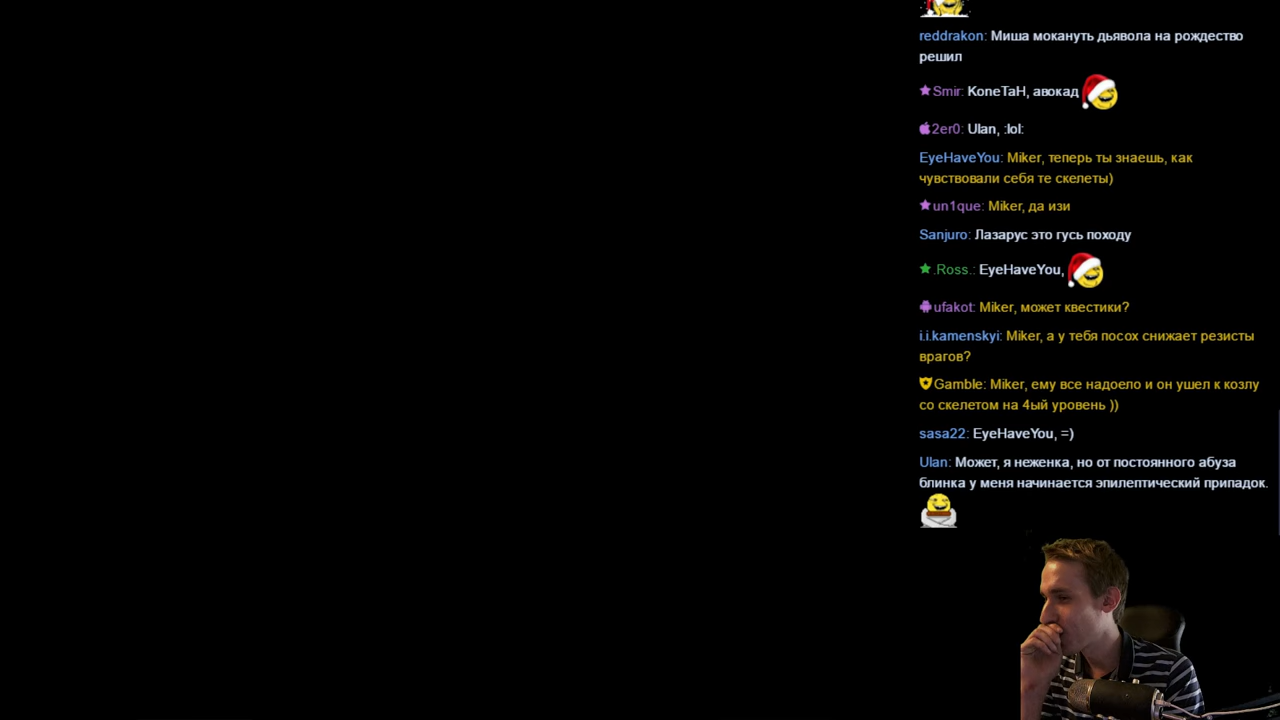 reddrakon: Миша мокануть дьявола на рождество
решил
Smir: KoneTaH, авокад
2er0: Ulan, :lol:
EyeHaveYou: Miker, теперь ты знаешь, как
чувствовали себя те скелеты)
un1que: Miker, да изи
Sanjuro: Лазарус это гусь походу
.Ross.: EyeHaveYou,
ufakot: Miker, может квестики?
i.i.kamenskyi: Miker, а у тебя посох снижает резисты
врагов?
Gamble: Miker, ему все надоело и он ушел к козлу
со скелетом на 4ый уровень ))
sasa22: EyeHaveYou, =)
Ulan: Может, я неженка, но от постоянного абуза
блинка у меня начинается эпилептический припадок.